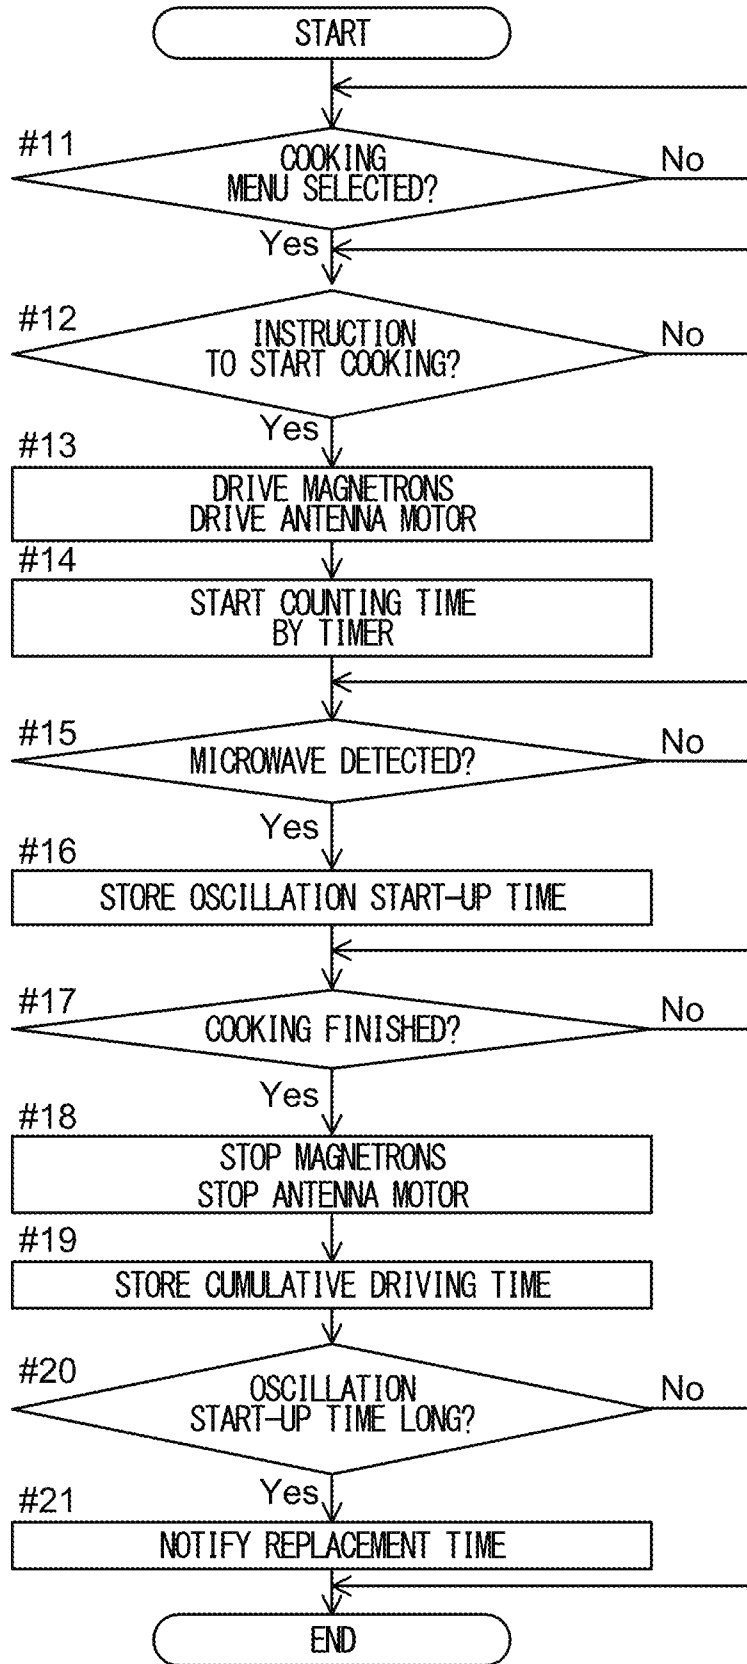 START
#11
COOKING
MENU SELECTED?
No
Yes
#12
INSTRUCTION
TO START COOKING?
No
Yes
#13
DRIVE MAGNETRONS
DRIVE ANTENNA MOTOR
#14
START COUNTING TIME
BY TIMER
#15
MICROWAVE DETECTED?
No
Yes
#16
STORE OSCILLATION START-UP TIME
#17
COOKING FINISHED?
No
Yes
#18
STOP MAGNETRONS
STOP ANTENNA MOTOR
#19
STORE CUMULATIVE DRIVING TIME
#20
OSCILLATION
START-UP TIME LONG?
No
Yes
#21
NOTIFY REPLACEMENT TIME
END